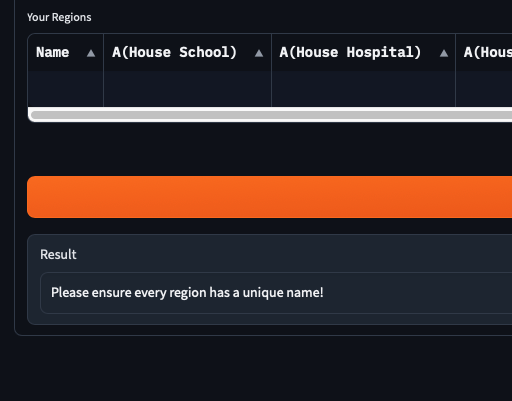 Your Regions
Name ▲ A(House School) ▲ A(House Hospital) ▲ A(Hous
Result
Please ensure every region has a unique name!